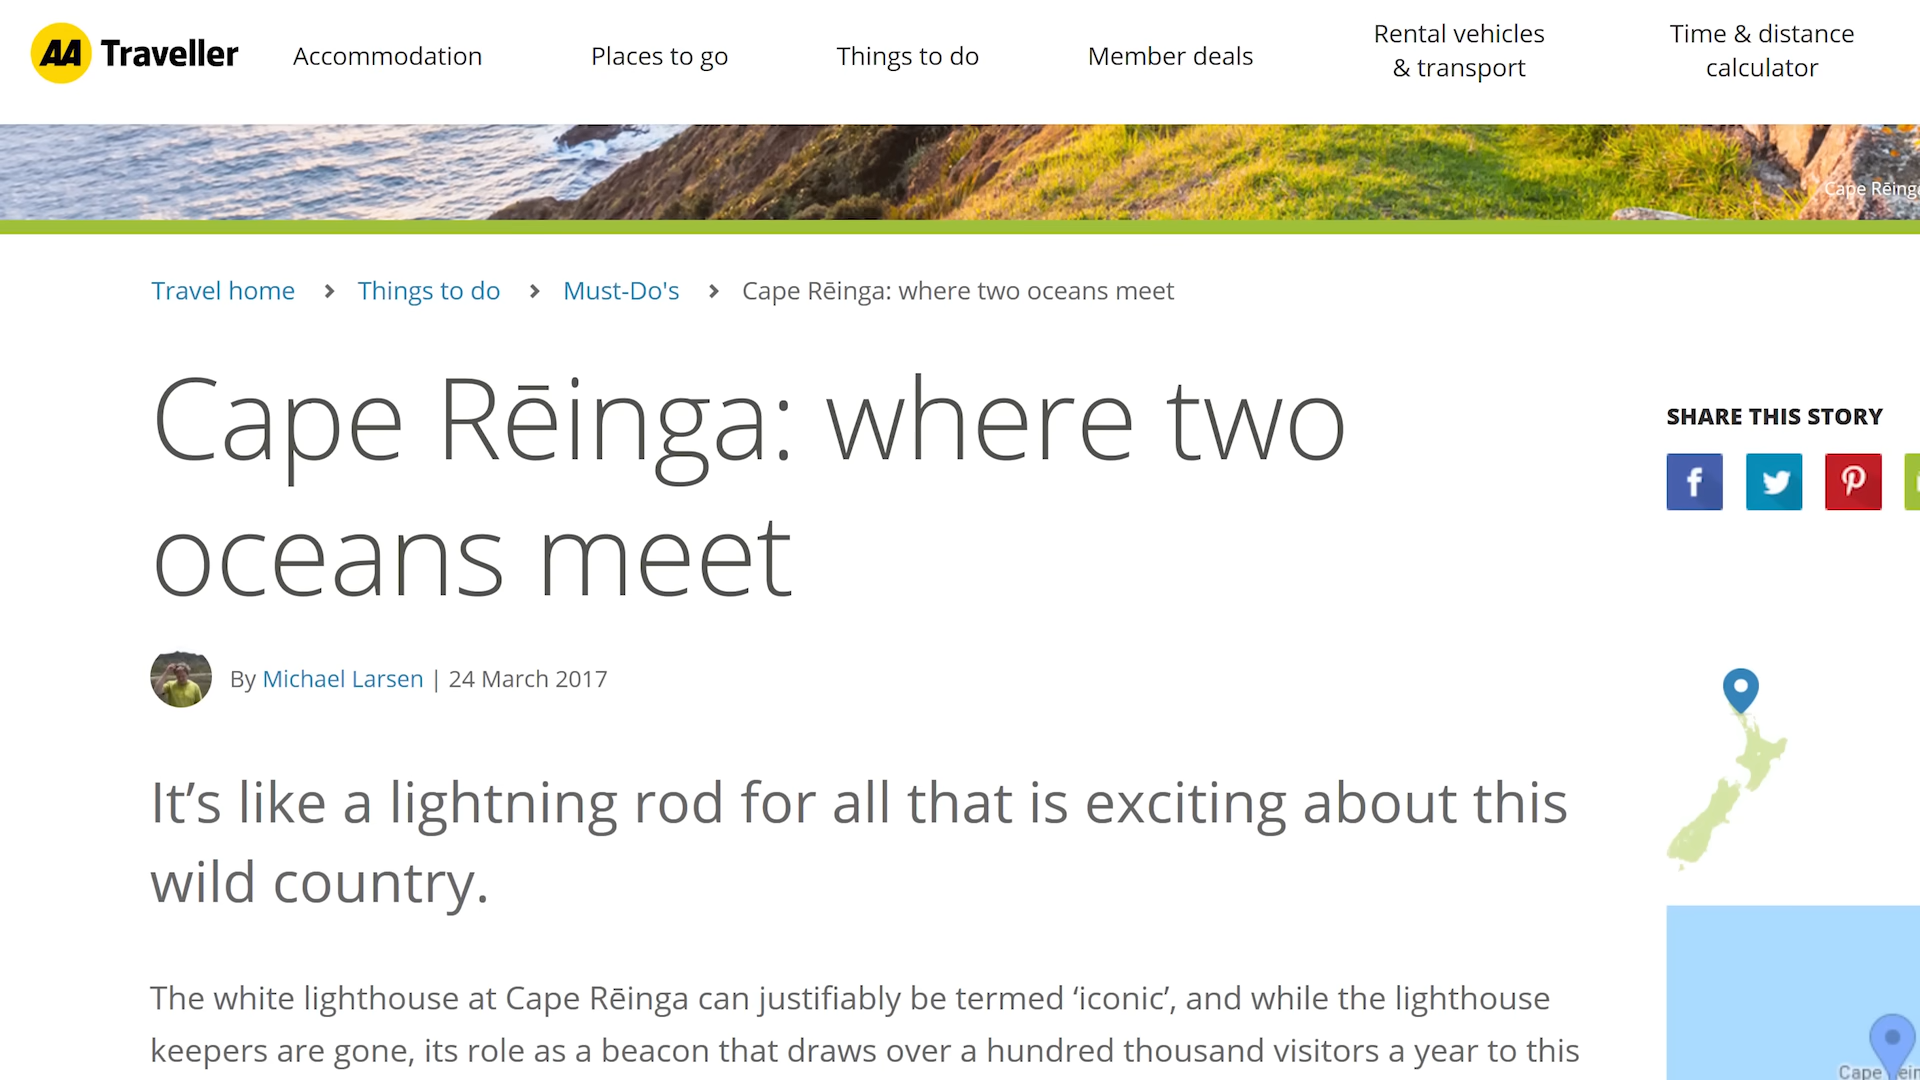 AA Traveller
Accommodation
Places to go
Things to do
Member deals
Rental vehicles
& transport
Time & distance
calculator
Cape
Travel home > Things to do > Must-Do's > Cape Rēinga: where two oceans meet
Cape Rēinga: where two
oceans meet
SHARE THIS STORY
By Michael Larsen | 24 March 2017
It’s like a lightning rod for all that is exciting about this
wild country.
The white lighthouse at Cape Rēinga can justifiably be termed ‘iconic’, and while the lighthouse
keepers are gone, its role as a beacon that draws over a hundred thousand visitors a year to this
Cape